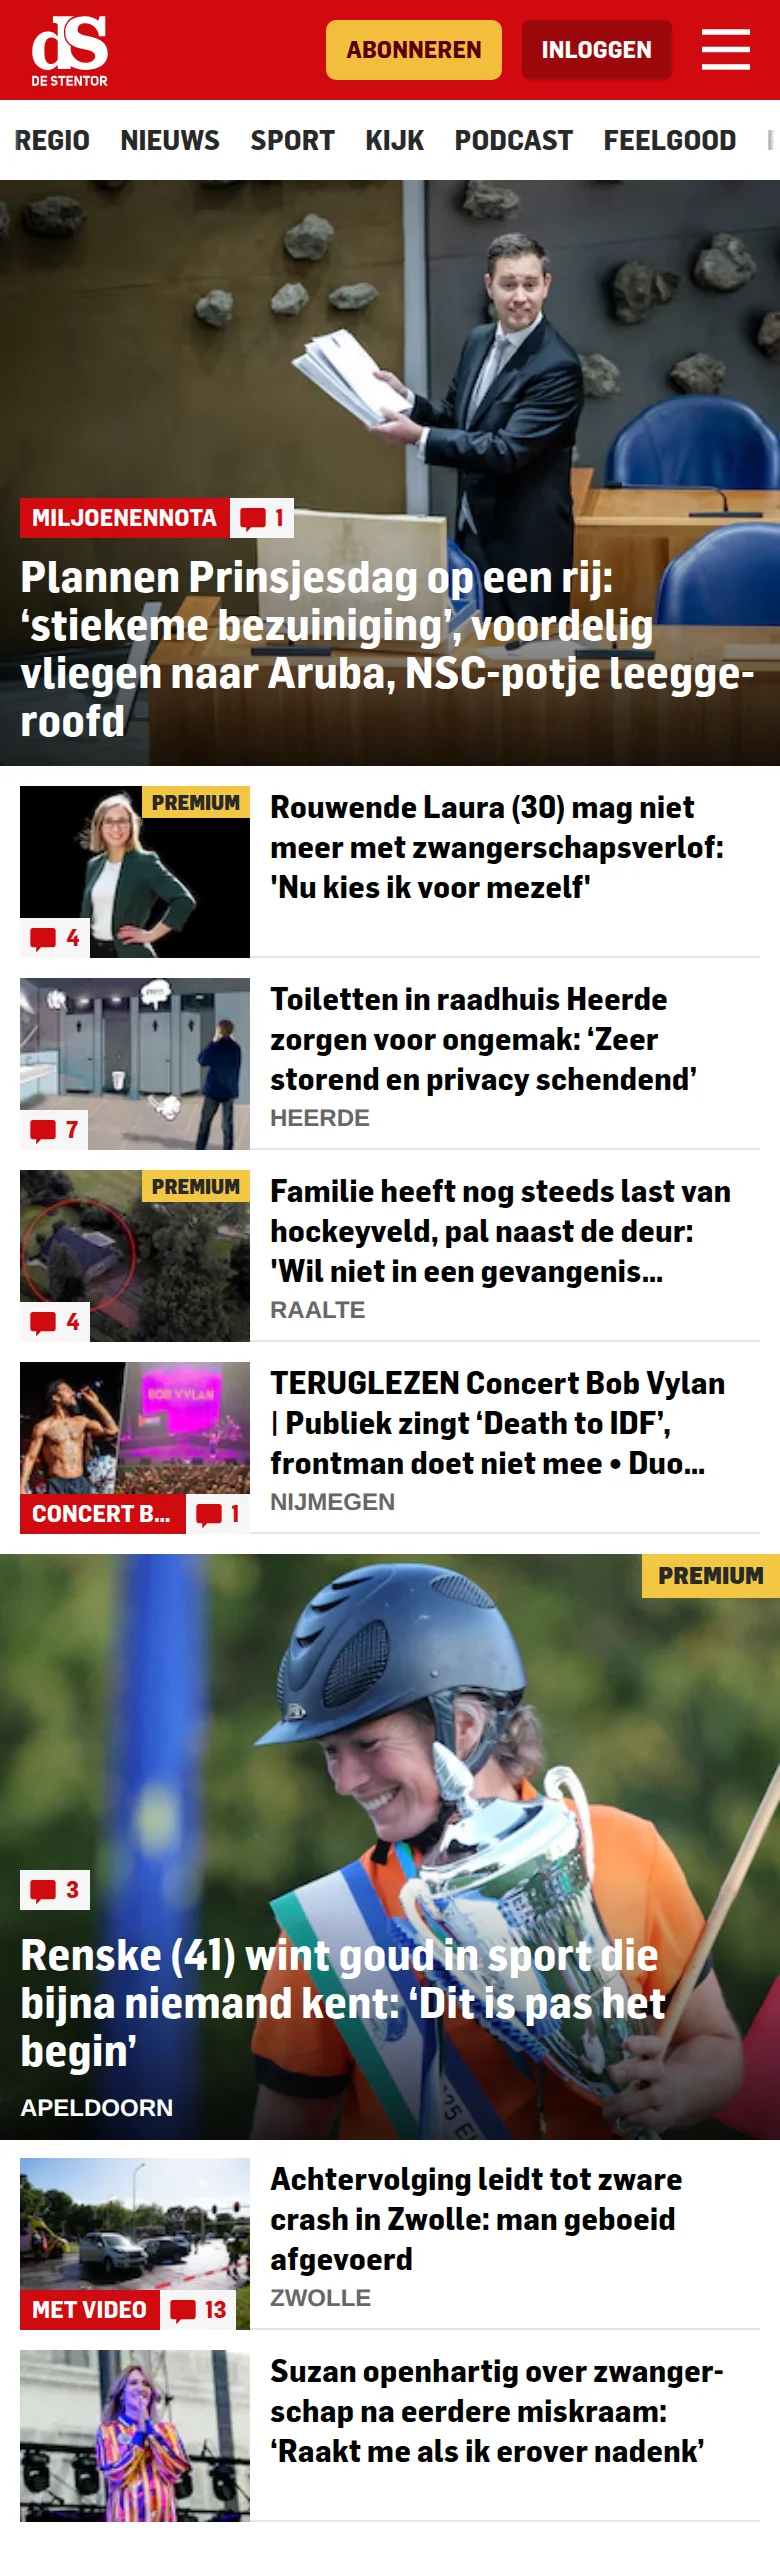 dS
DE STENTOR
ABONNEREN
INLOGGEN
REGIO NIEUWS SPORT KIJK PODCAST FEELGOOD
MILJOENENNOTA 1
Plannen Prinsjesdag op een rij:
‘stiekeme bezuiniging’, voordelig
vliegen naar Aruba, NSC-potje leegge-
roofd
PREMIUM
4
Rouwende Laura (30) mag niet
meer met zwangerschapsverlof:
'Nu kies ik voor mezelf'
7
Toiletten in raadhuis Heerde
zorgen voor ongemak: ‘Zeer
storend en privacy schendend’
HEERDE
PREMIUM
4
Familie heeft nog steeds last van
hockeyveld, pal naast de deur:
'Wil niet in een gevangenis...
RAALTE
BOB VYLAN
CONCERT B... 1
TERUGLEZEN Concert Bob Vylan
| Publiek zingt ‘Death to IDF’,
frontman doet niet mee • Duo...
NIJMEGEN
PREMIUM
3
Renske (41) wint goud in sport die
bijna niemand kent: ‘Dit is pas het
begin’
APELDOORN
MET VIDEO 13
Achtervolging leidt tot zware
crash in Zwolle: man geboeid
afgevoerd
ZWOLLE
Suzan openhartig over zwanger-
schap na eerdere miskraam:
‘Raakt me als ik erover nadenk’